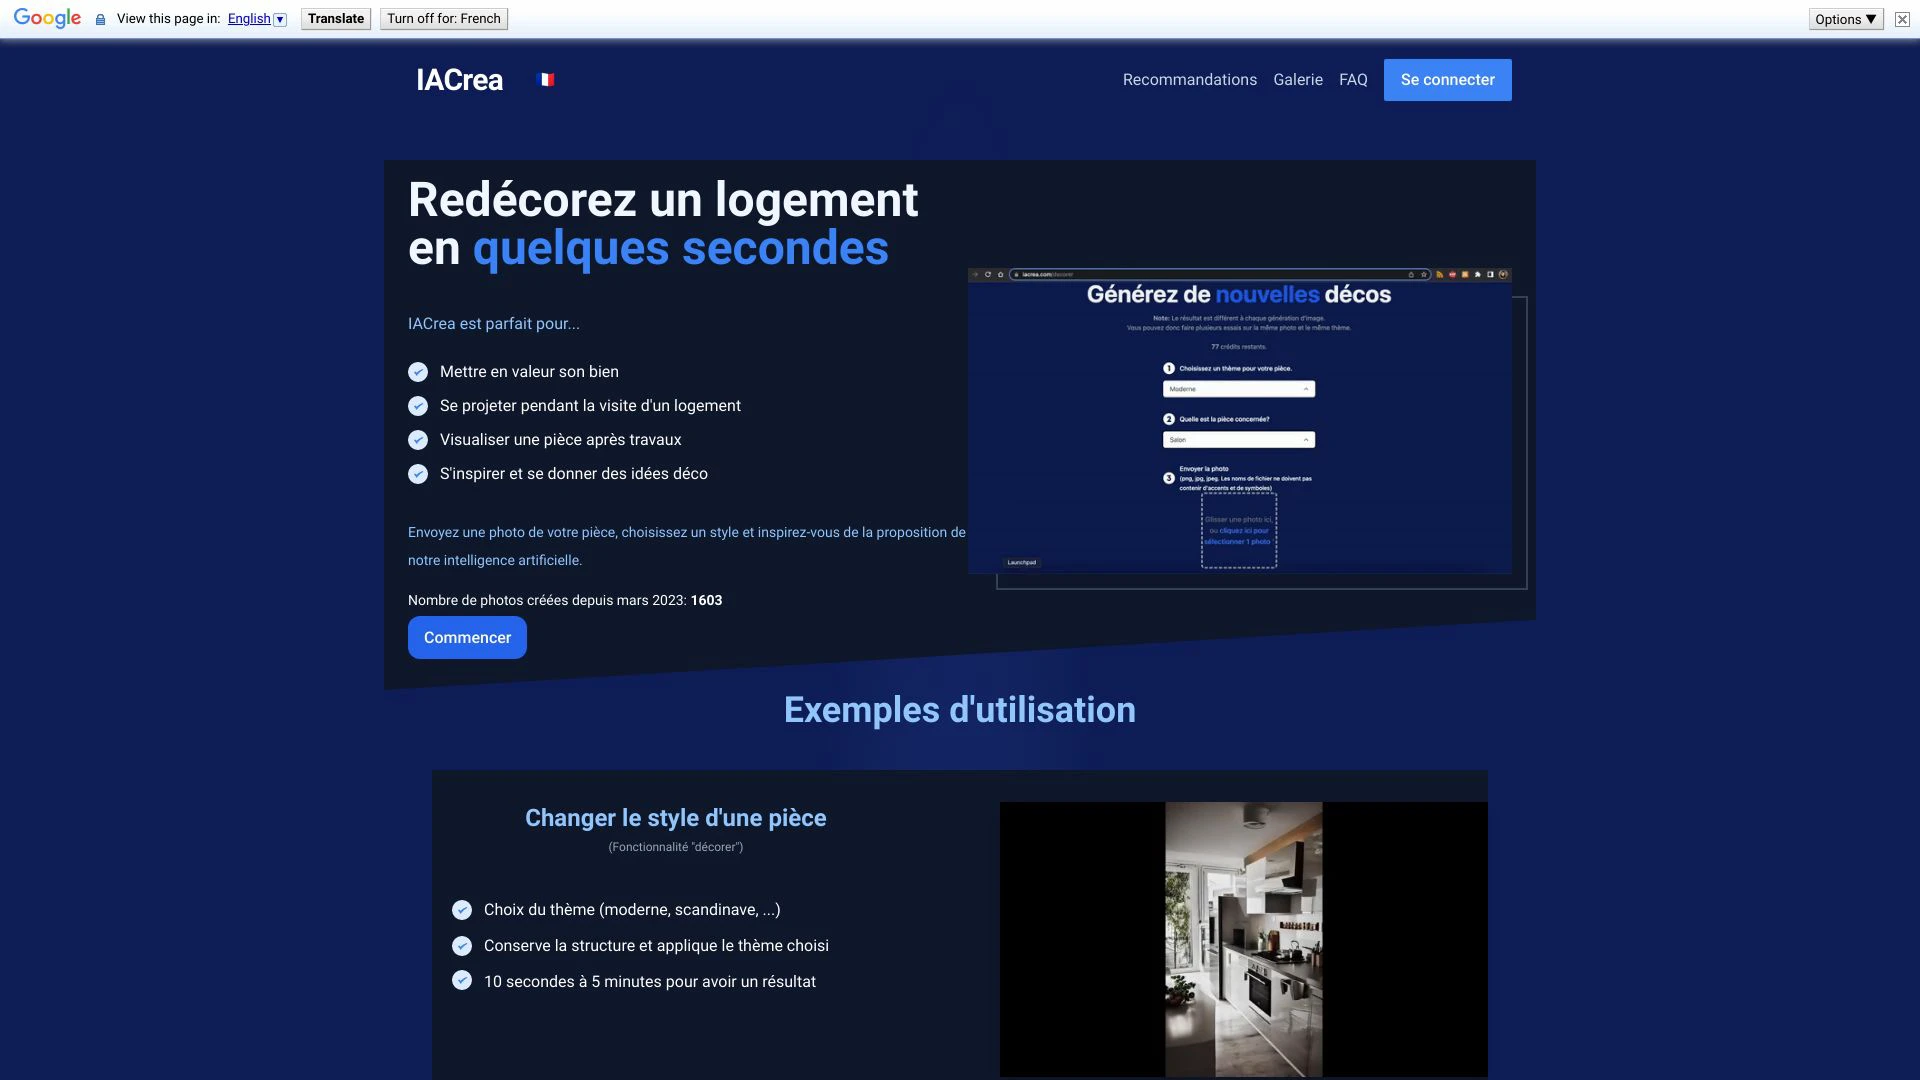 Google
View this page in: English
Translate
Turn off for: French
Options ▼
IACrea
Recommandations
Galerie
FAQ
Se connecter
Redécorez un logement
en quelques secondes
IACrea est parfait pour...
Mettre en valeur son bien
Se projeter pendant la visite d'un logement
Visualiser une pièce après travaux
S'inspirer et se donner des idées déco
Envoyez une photo de votre pièce, choisissez un style et inspirez-vous de la proposition de
notre intelligence artificielle.
Nombre de photos créées depuis mars 2023: 1603
Commencer
iacrea.com/decorer
Générez de nouvelles décos
Note: Le résultat est différent à chaque génération d'image.
Vous pouvez donc faire plusieurs essais sur la même photo et le même thème.
77 crédits restants.
1 Choisissez un thème pour votre pièce.
Moderne
2 Quelle est la pièce concernée?
Salon
3 Envoyer la photo
(png, jpg, jpeg. Les noms de fichier ne doivent pas
contenir d'accents et de symboles)
Glisser une photo ici,
ou cliquez ici pour
sélectionner 1 photo
Launchpad
Exemples d'utilisation
Changer le style d'une pièce
(Fonctionnalité "décorer")
Choix du thème (moderne, scandinave, ...)
Conserve la structure et applique le thème choisi
10 secondes à 5 minutes pour avoir un résultat